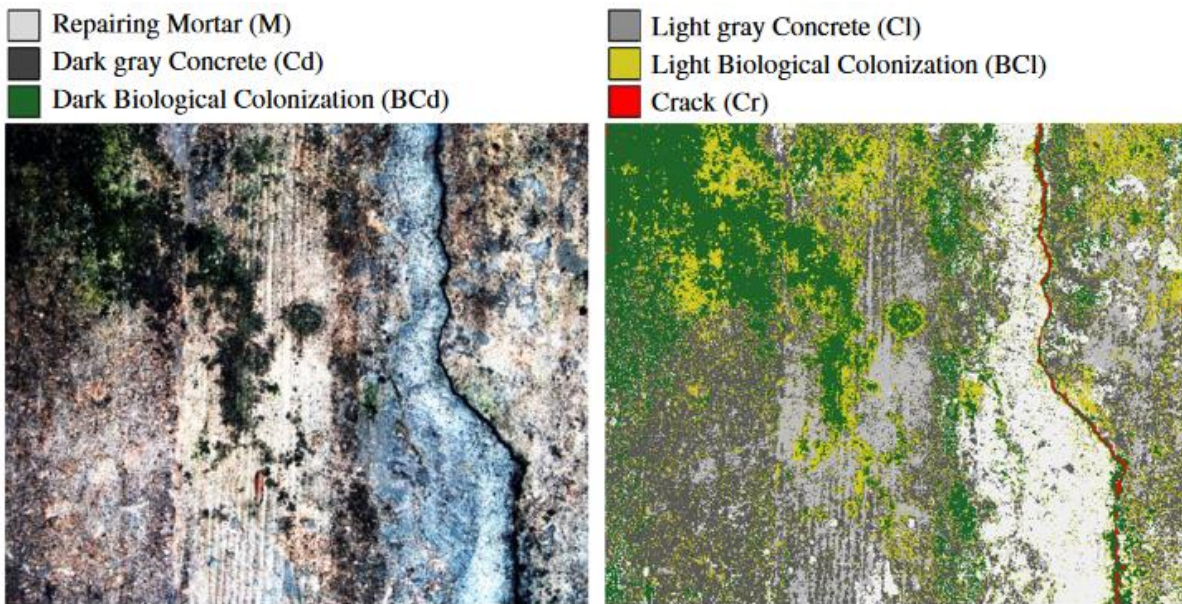 Repairing Mortar (M)
Dark gray Concrete (Cd)
Dark Biological Colonization (BCd)
Light gray Concrete (Cl)
Light Biological Colonization (BCl)
Crack (Cr)